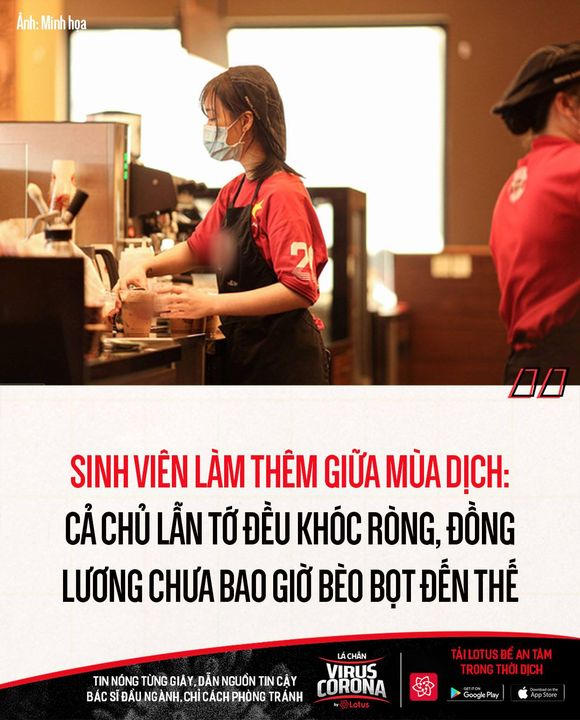 Ảnh: Minh họa
SINH VIÊN LÀM THÊM GIỮA MÙA DỊCH:
CẢ CHỦ LẪN TỚ ĐỀU KHÓC RÒNG, ĐỒNG
LƯƠNG CHƯA BAO GIỜ BÈO BỌT ĐẾN THẾ
TIN NÓNG TỪNG GIÂY, DẪN NGUỒN TIN CẬY
BÁC SĨ ĐẦU NGÀNH, CHỈ CÁCH PHÒNG TRÁNH
LÁ CHẮN
VIRUS
CORONA
by Lotus
TẢI LOTUS ĐỂ AN TÂM
TRONG THỜI DỊCH
GET IT ON
Google Play
Download on the
App Store